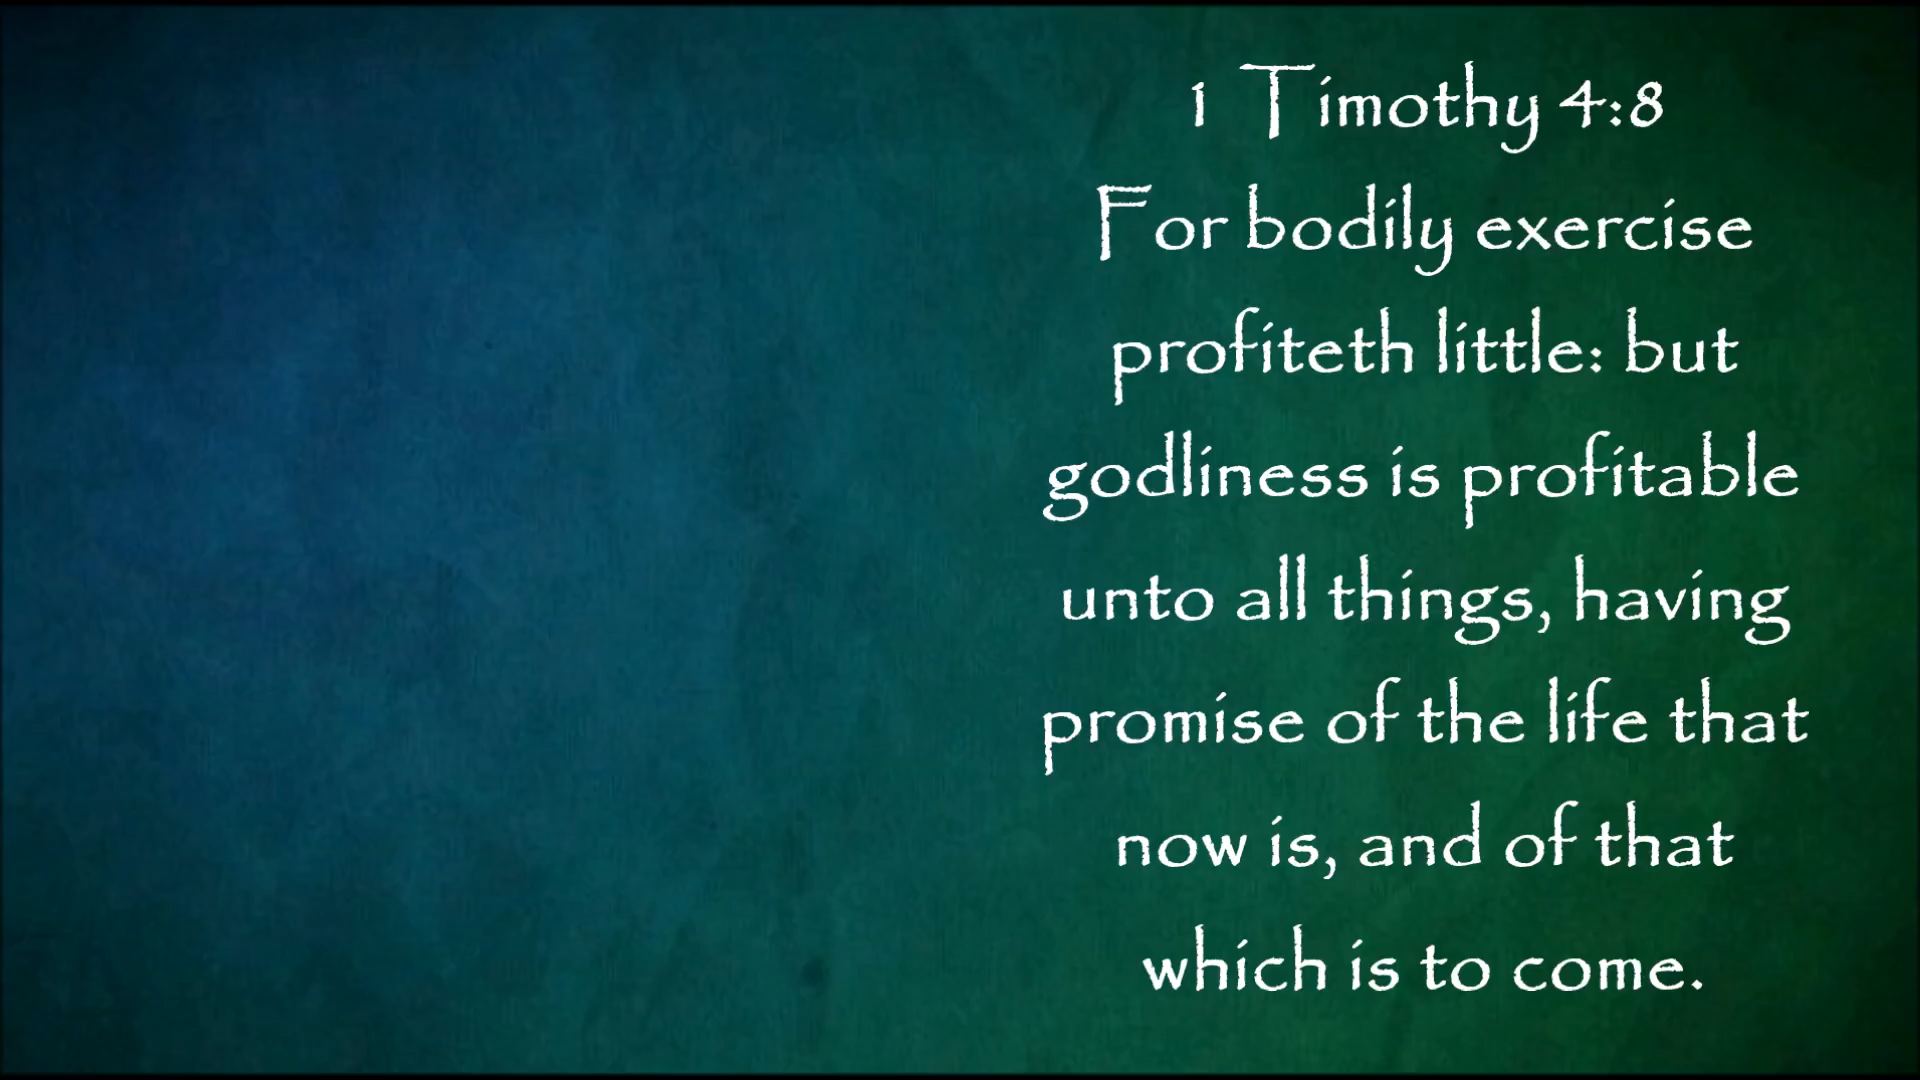 1 Timothy 4:8
For bodily exercise
profiteth little: but
godliness is profitable
unto all things, having
promise of the life that
now is, and of that
which is to come.